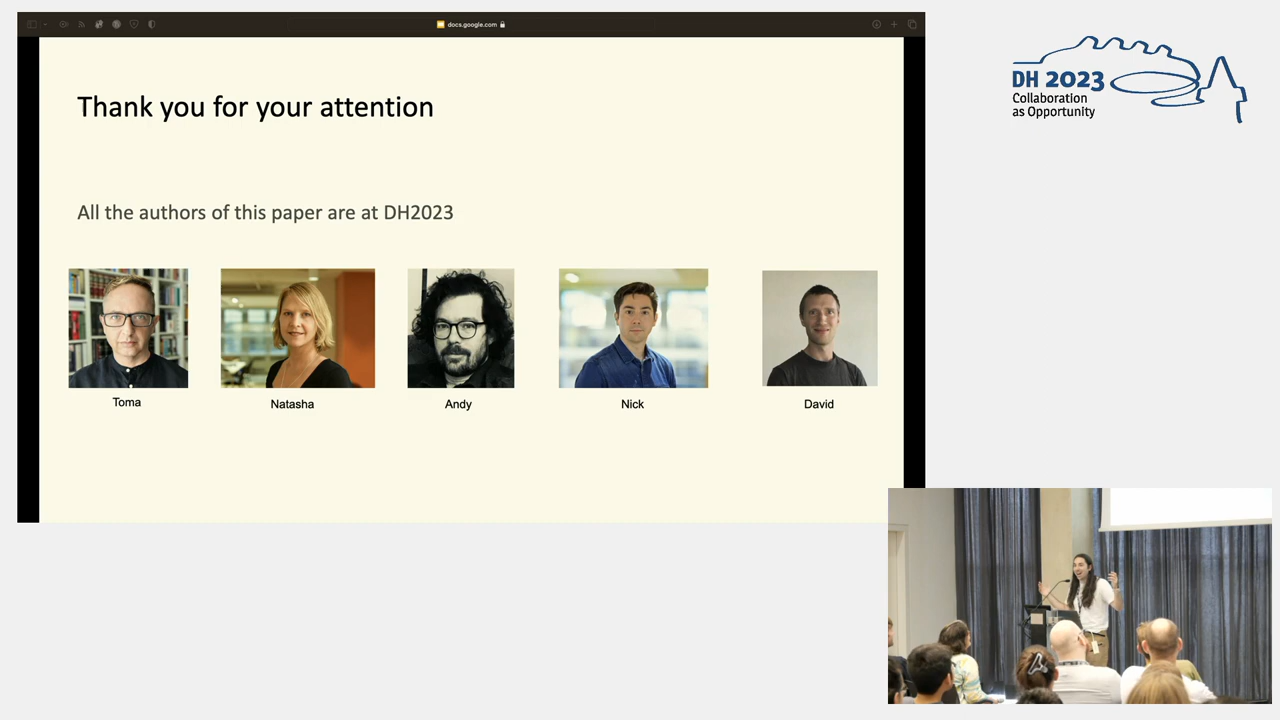 docs.google.com
Thank you for your attention
All the authors of this paper are at DH2023
Toma
Natasha
Andy
Nick
David
DH 2023
Collaboration
as Opportunity